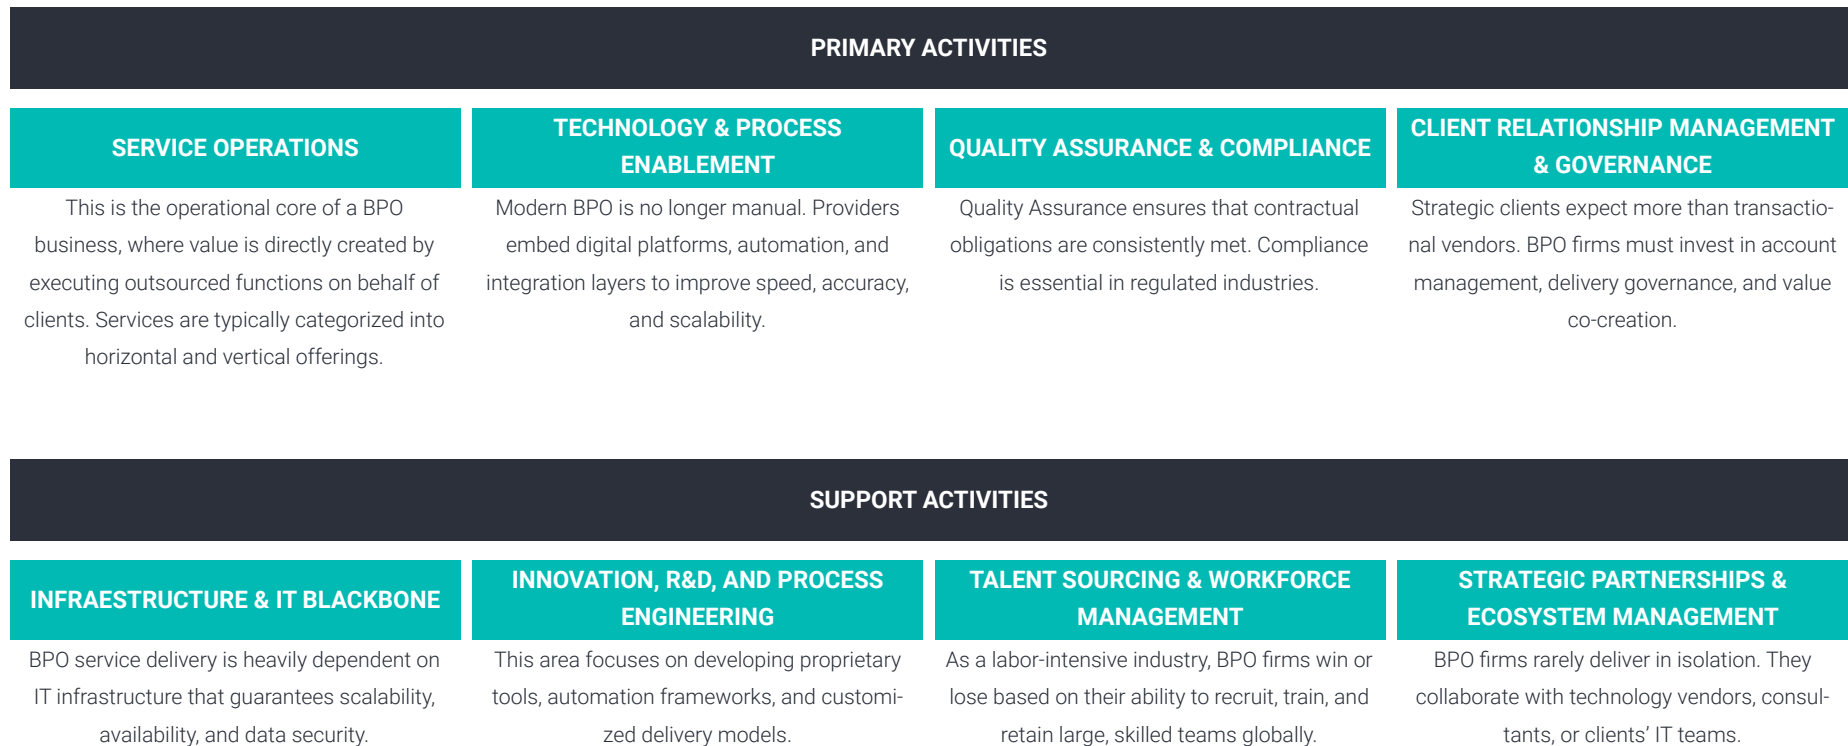 PRIMARY ACTIVITIES
SERVICE OPERATIONS
This is the operational core of a BPO
business, where value is directly created by
executing outsourced functions on behalf of
clients. Services are typically categorized into
horizontal and vertical offerings.
TECHNOLOGY & PROCESS
ENABLEMENT
Modern BPO is no longer manual. Providers
embed digital platforms, automation, and
integration layers to improve speed, accuracy,
and scalability.
QUALITY ASSURANCE & COMPLIANCE
Quality Assurance ensures that contractual
obligations are consistently met. Compliance
is essential in regulated industries.
CLIENT RELATIONSHIP MANAGEMENT
& GOVERNANCE
Strategic clients expect more than transactio-
nal vendors. BPO firms must invest in account
management, delivery governance, and value
co-creation.
SUPPORT ACTIVITIES
INFRAESTRUCTURE & IT BLACKBONE
BPO service delivery is heavily dependent on
IT infrastructure that guarantees scalability,
availability, and data security.
INNOVATION, R&D, AND PROCESS
ENGINEERING
This area focuses on developing proprietary
tools, automation frameworks, and customi-
zed delivery models.
TALENT SOURCING & WORKFORCE
MANAGEMENT
As a labor-intensive industry, BPO firms win or
lose based on their ability to recruit, train, and
retain large, skilled teams globally.
STRATEGIC PARTNERSHIPS &
ECOSYSTEM MANAGEMENT
BPO firms rarely deliver in isolation. They
collaborate with technology vendors, consul-
tants, or clients’ IT teams.